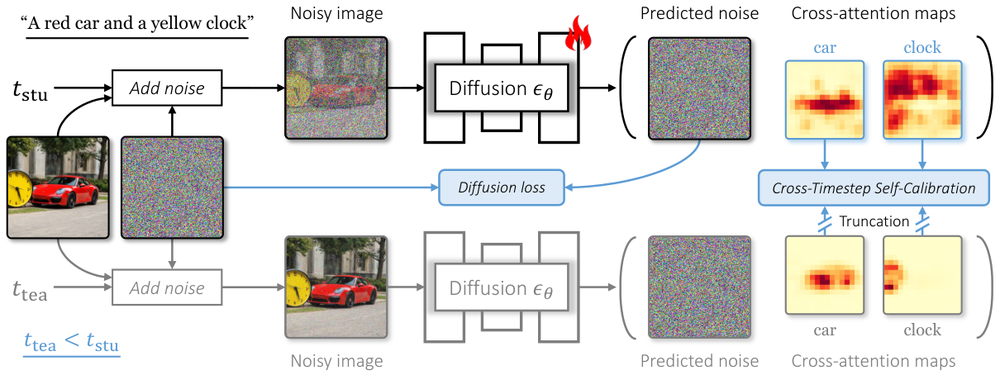 “A red car and a yellow clock”
Noisy image
Predicted noise
Cross-attention maps
car
clock
t_stu
Add noise
Diffusion ϵ_θ
Diffusion loss
Cross-Timestep Self-Calibration
Truncation
t_tea
Add noise
Diffusion ϵ_θ
car
clock
t_tea < t_stu
Noisy image
Predicted noise
Cross-attention maps